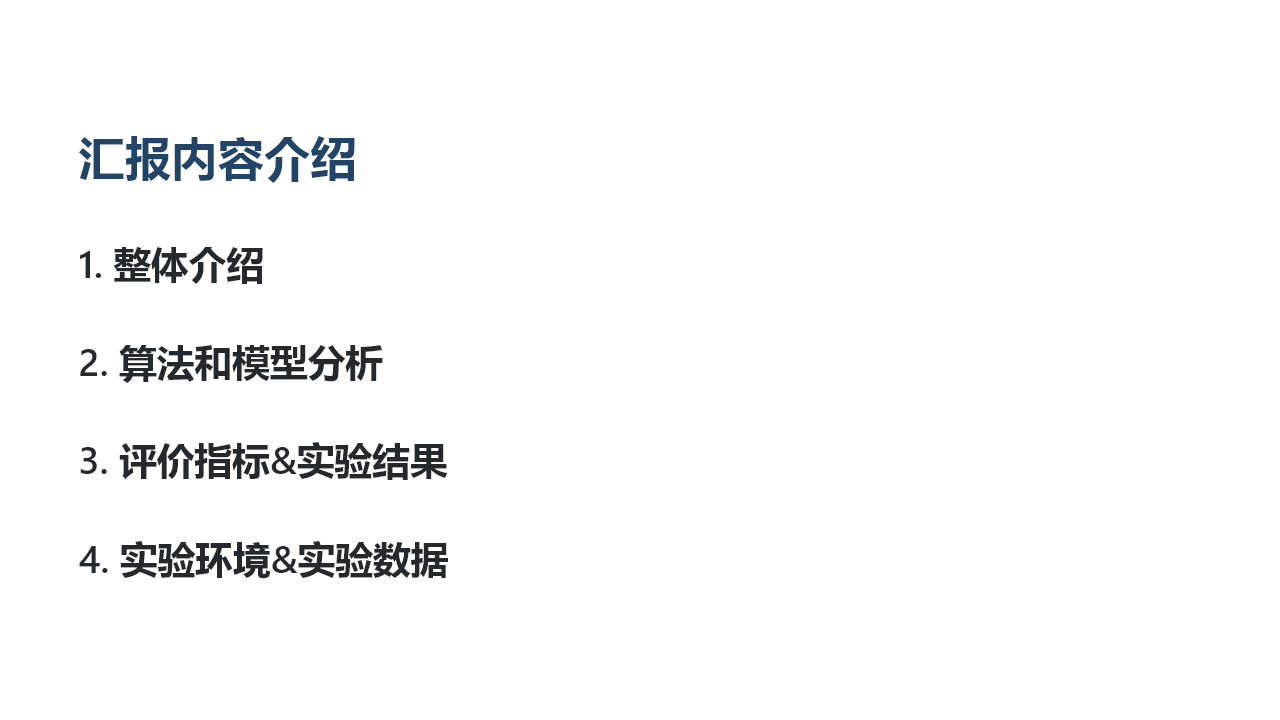 汇报内容介绍
1. 整体介绍
2. 算法和模型分析
3. 评价指标&实验结果
4. 实验环境&实验数据